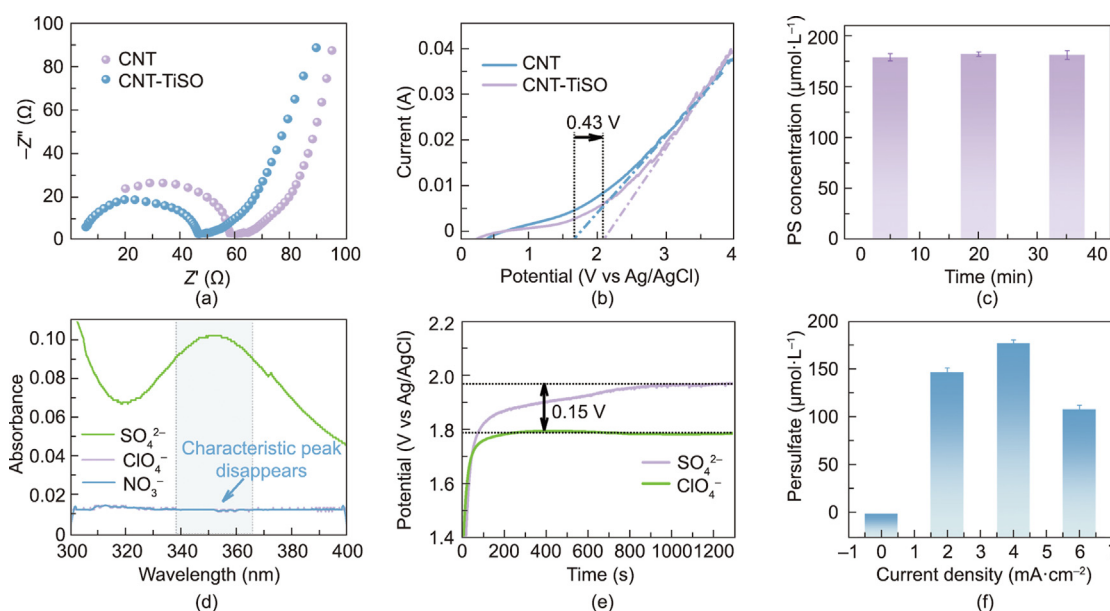 100
80
60
40
20
0
−Z'' (Ω)
CNT
CNT-TiSO
20
40
60
80
100
Z' (Ω)
(a)
0.04
0.03
0.02
0.01
0
Current (A)
CNT
CNT-TiSO
0.43 V
0
1
2
3
4
Potential (V vs Ag/AgCl)
(b)
200
150
100
50
0
PS concentration (μmol·L⁻¹)
0
10
20
30
40
Time (min)
(c)
0.10
0.08
0.06
0.04
0.02
0
Absorbance
SO₄²⁻
ClO₄⁻
NO₃⁻
Characteristic peak
disappears
300
320
340
360
400
Wavelength (nm)
(d)
2.2
2.0
1.8
1.6
1.4
Potential (V vs Ag/AgCl)
0.15 V
SO₄²⁻
ClO₄⁻
0
200
400
600
800
1000
1200
Time (s)
(e)
200
150
100
150
50
0
Persulfate (μmol·L⁻¹)
−1
0
1
2
3
4
5
6
7
Current density (mA·cm⁻²)
(f)